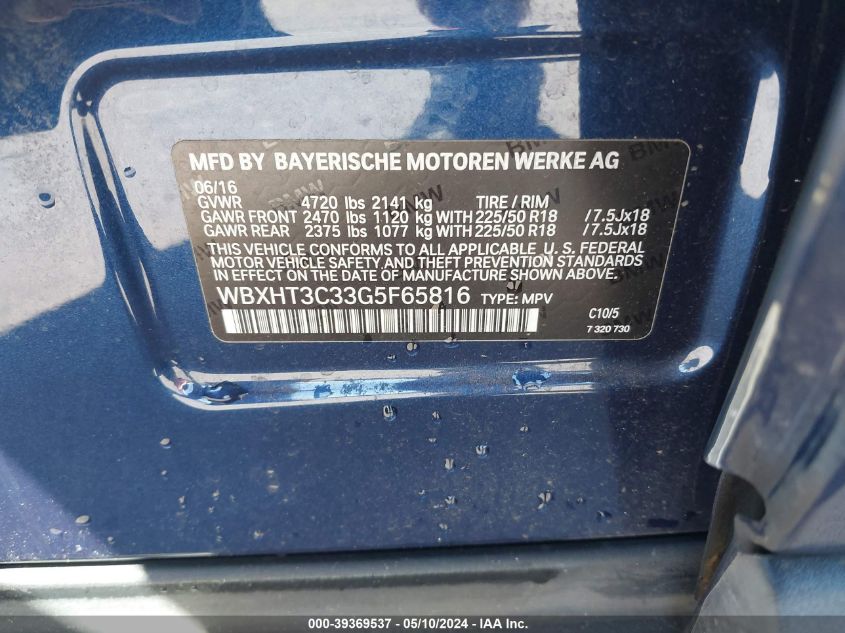 MFD BY BAYERISCHE MOTOREN WERKE AG
06/16
GVWR 4720 lbs 2141 kg TIRE / RIM
GAWR FRONT 2470 lbs 1120 kg WITH 225/50 R18 / 7.5Jx18
GAWR REAR 2375 lbs 1077 kg WITH 225/50 R18 / 7.5Jx18
THIS VEHICLE CONFORMS TO ALL APPLICABLE U. S. FEDERAL
MOTOR VEHICLE SAFETY AND THEFT PREVENTION STANDARDS
IN EFFECT ON THE DATE OF MANUFACTURE SHOWN ABOVE.
WBXHT3C33G5F65816 TYPE: MPV
C10/5
7 320 730
000-39369537 - 05/10/2024 - IAA Inc.